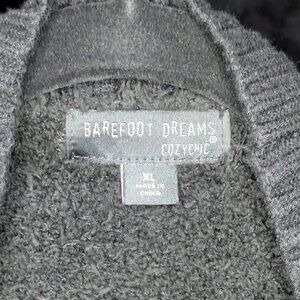 BAREFOOT DREAMS
©
COZYCHIC
XL
MADE IN
CHINA